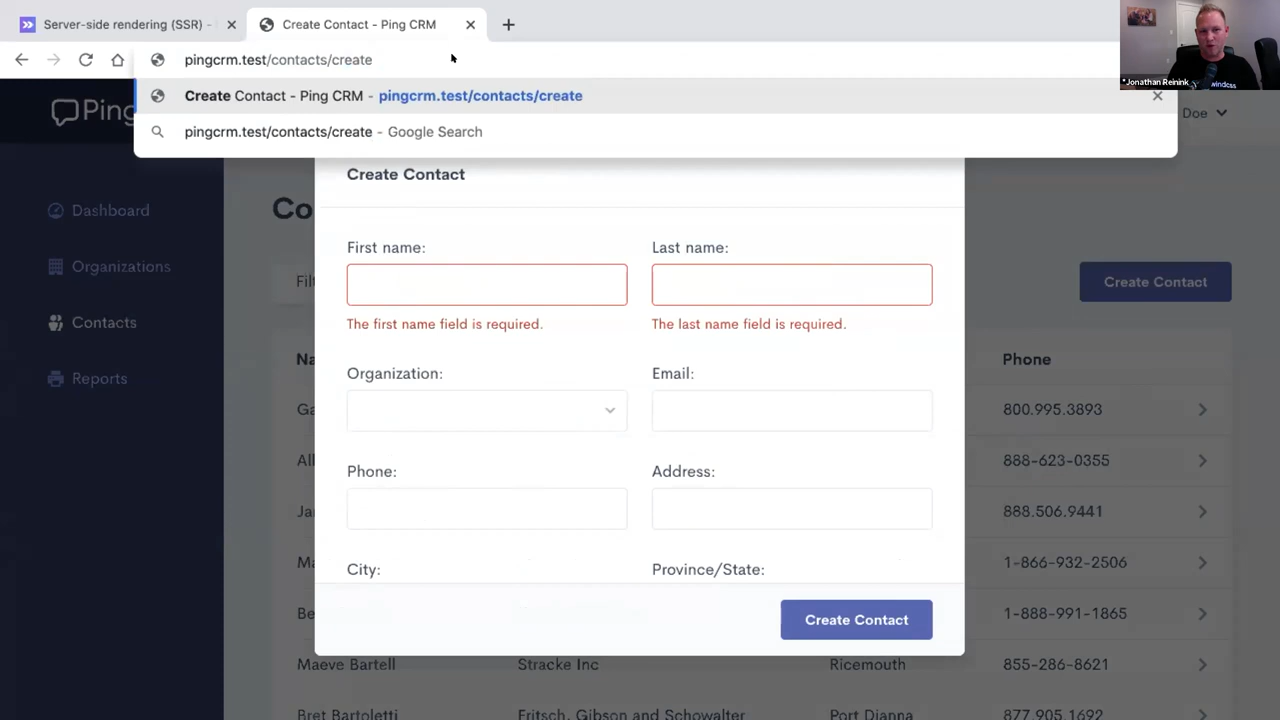 Server-side rendering (SSR) -
Create Contact - Ping CRM
pingcrm.test/contacts/create
Create Contact - Ping CRM - pingcrm.test/contacts/create
pingcrm.test/contacts/create - Google Search
*Jonathan Reinink
windcss
Ping
Doe
Dashboard
Organizations
Contacts
Reports
Co
Create Contact
Fil
Create Contact
First name:
Last name:
The first name field is required.
The last name field is required.
Organization:
Email:
Phone:
Address:
City:
Province/State:
Create Contact
Na
Phone
Ga
800.995.3893
All
888-623-0355
Ja
888.506.9441
Ma
1-866-932-2506
Be
1-888-991-1865
Maeve Bartell
Stracke Inc
Ricemouth
855-286-8621
Bret Bartoletti
Fritsch, Gibson and Schowalter
Port Dianna
877.905.1692